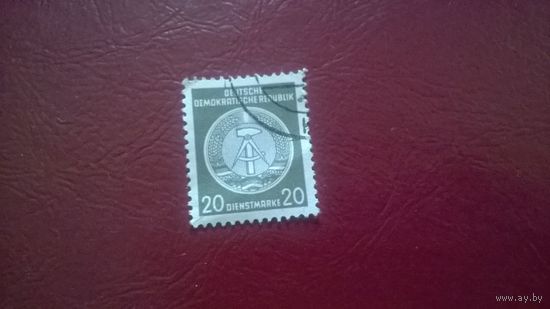 DEUTSCHE
DEMOKRATISCHE REPUBLIK
20 DIENSTMARKE 20
www.ay.by